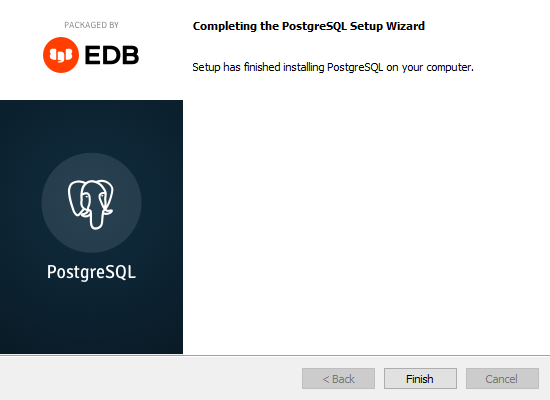 PACKAGED BY
EDB
Completing the PostgreSQL Setup Wizard
Setup has finished installing PostgreSQL on your computer.
PostgreSQL
< Back
Finish
Cancel